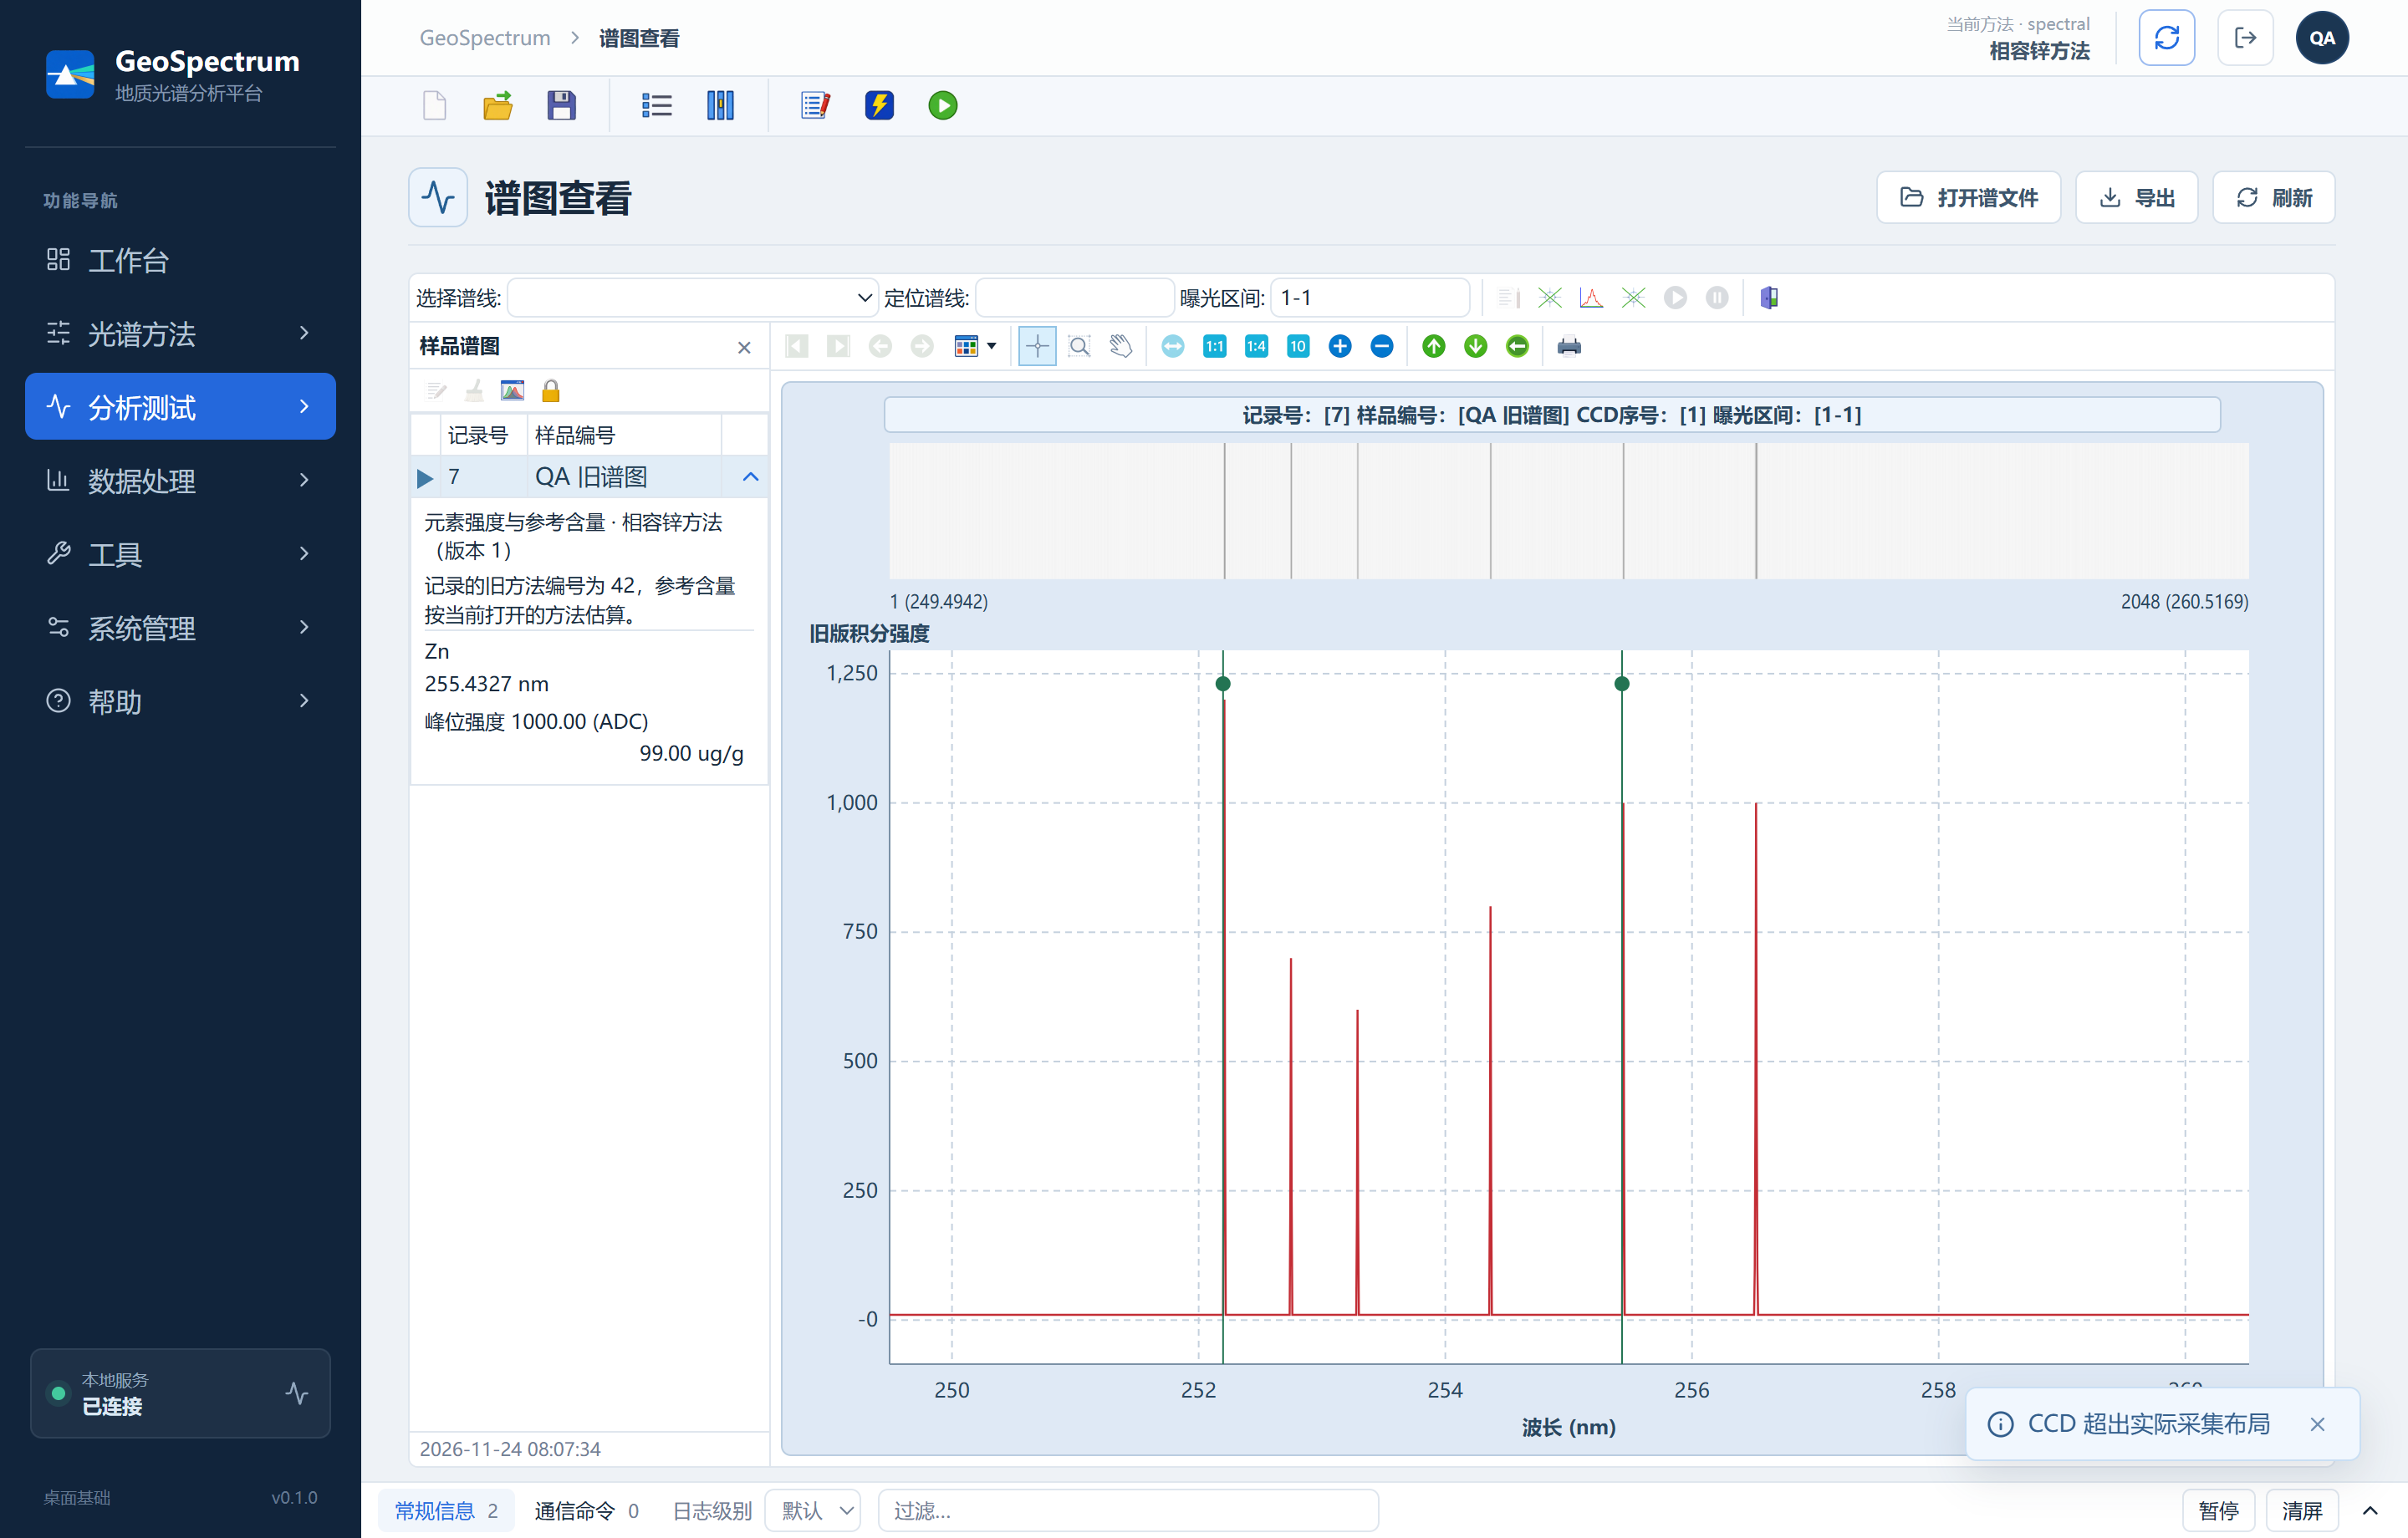 GeoSpectrum
地质光谱分析平台
功能导航
工作台
光谱方法
分析测试
数据处理
工具
系统管理
帮助
本地服务
已连接
桌面基础 v0.1.0
GeoSpectrum > 谱图查看
当前方法 · spectral
相容锌方法
QA
谱图查看
打开谱文件 导出 刷新
选择谱线: 定位谱线: 曝光区间: 1-1
样品谱图
1:1 1:4 10
记录号 样品编号
7 QA 旧谱图
元素强度与参考含量 · 相容锌方法
（版本 1）
记录的旧方法编号为 42，参考含量
按当前打开的方法估算。
Zn
255.4327 nm
峰位强度 1000.00 (ADC)
99.00 ug/g
2026-11-24 08:07:34
记录号：[7] 样品编号：[QA 旧谱图] CCD序号：[1] 曝光区间：[1-1]
1 (249.4942) 2048 (260.5169)
旧版积分强度
1,250
1,000
750
500
250
-0
250 252 254 256 258
波长 (nm)
CCD 超出实际采集布局
常规信息 2 通信命令 0 日志级别 默认 过滤... 暂停 清屏